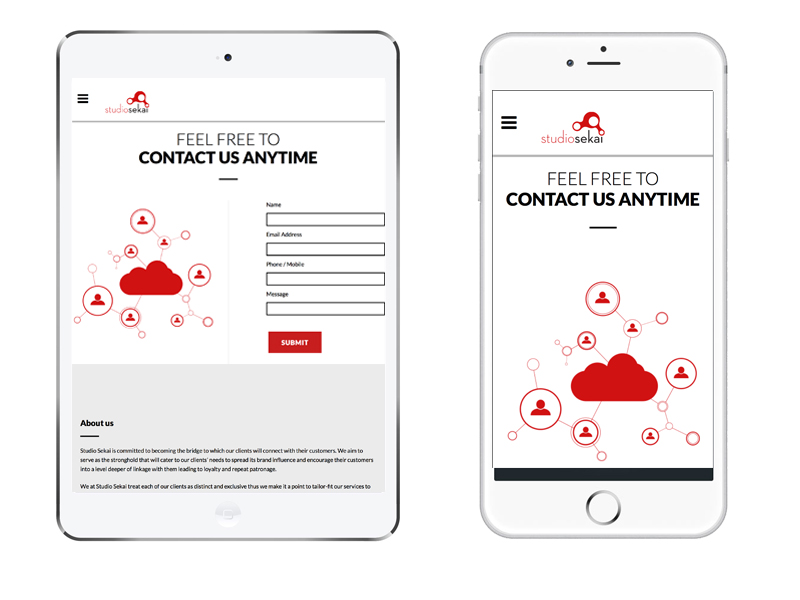 studiosekai
FEEL FREE TO
CONTACT US ANYTIME
Name
Email Address
Phone / Mobile
Message
SUBMIT
About us
Studio Sekai is committed to becoming the bridge to which our clients will connect with their customers. We aim to
serve as the stronghold that will cater to our clients' needs to spread its brand influence and encourage their customers
into a level deeper of linkage with them leading to loyalty and repeat patronage.
We at Studio Sekai treat each of our clients as distinct and exclusive thus we make it a point to tailor-fit our services to
studiosekai
FEEL FREE TO
CONTACT US ANYTIME